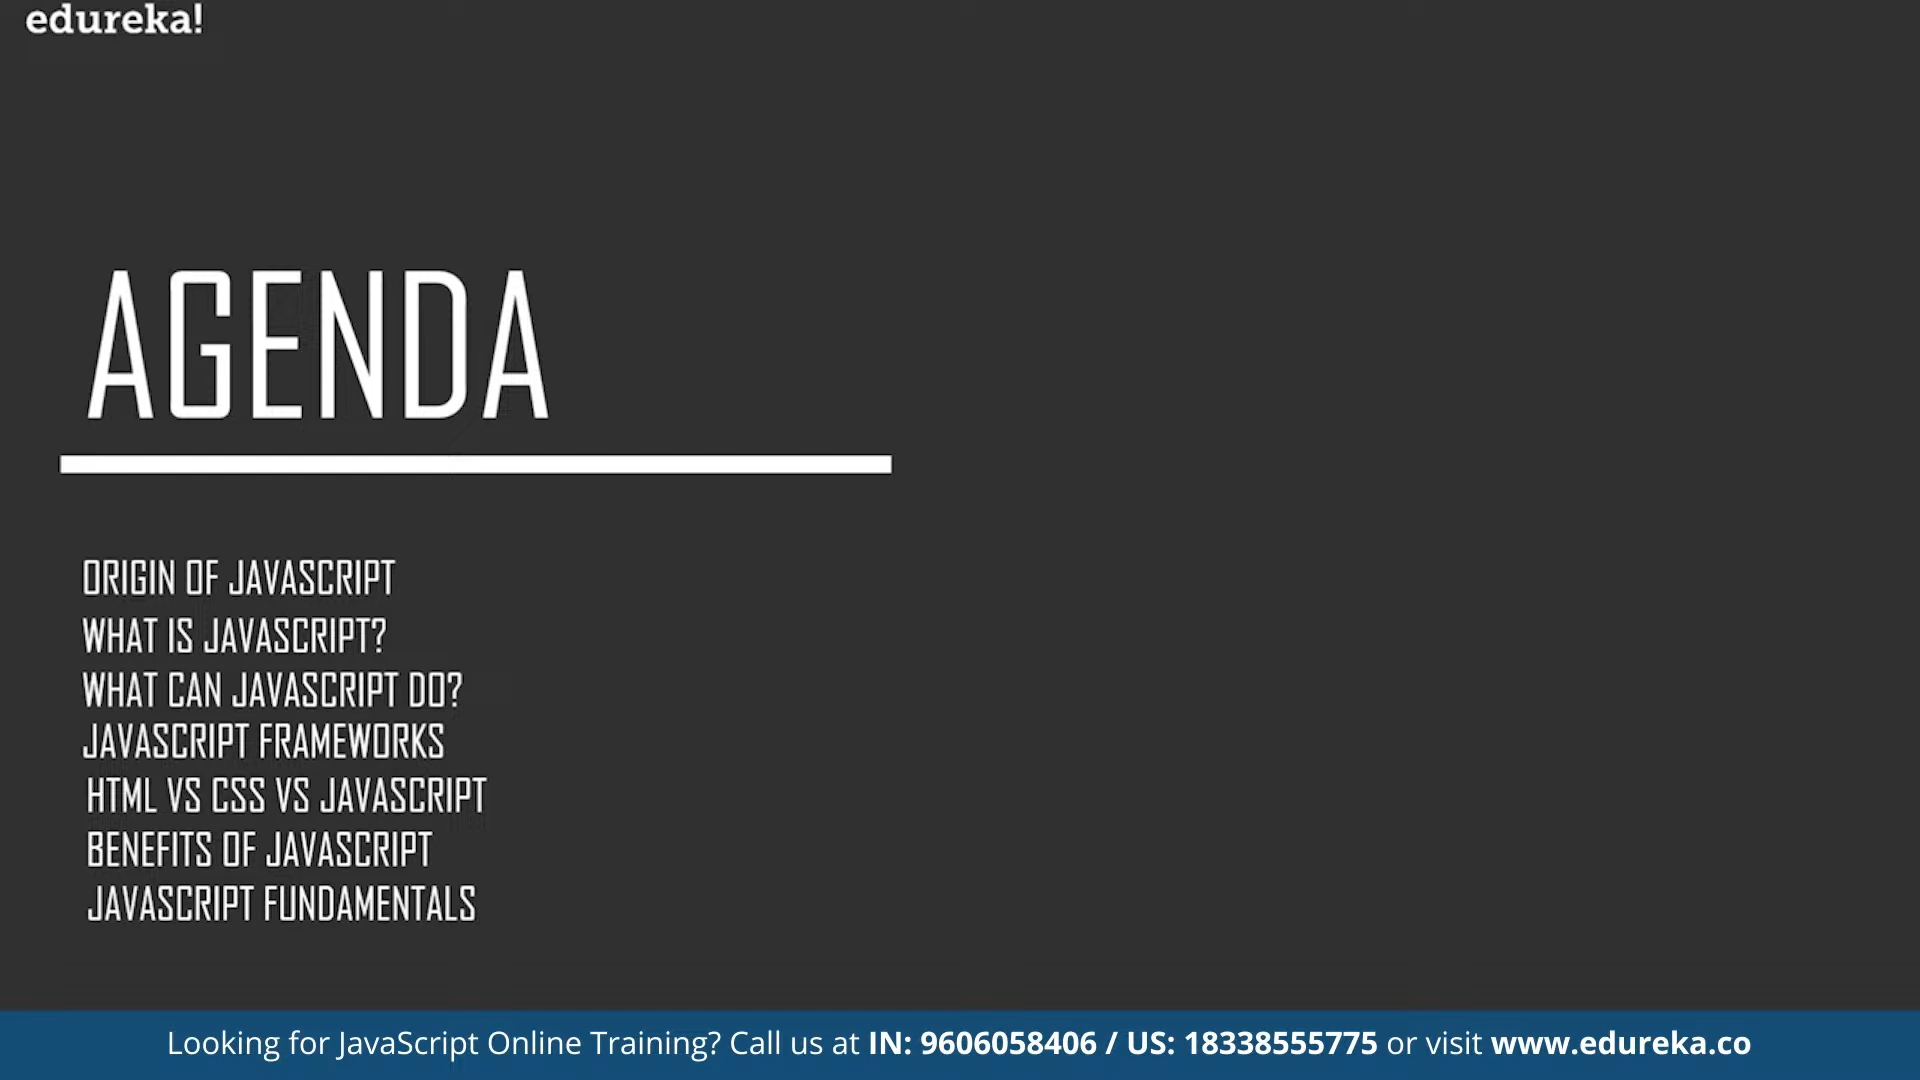 edureka!
AGENDA
ORIGIN OF JAVASCRIPT
WHAT IS JAVASCRIPT?
WHAT CAN JAVASCRIPT DO?
JAVASCRIPT FRAMEWORKS
HTML VS CSS VS JAVASCRIPT
BENEFITS OF JAVASCRIPT
JAVASCRIPT FUNDAMENTALS
Looking for JavaScript Online Training? Call us at IN: 9606058406 / US: 18338555775 or visit www.edureka.co